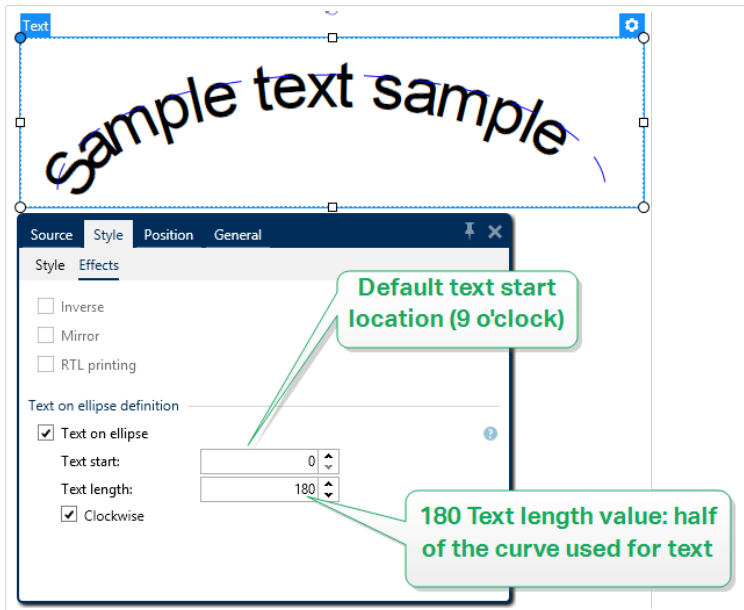 Text
Sample text sample
Source Style Position General
Style Effects
Default text start
location (9 o'clock)
Inverse
Mirror
RTL printing
Text on ellipse definition
Text on ellipse ?
Text start: 0
Text length: 180
Clockwise
180 Text length value: half
of the curve used for text